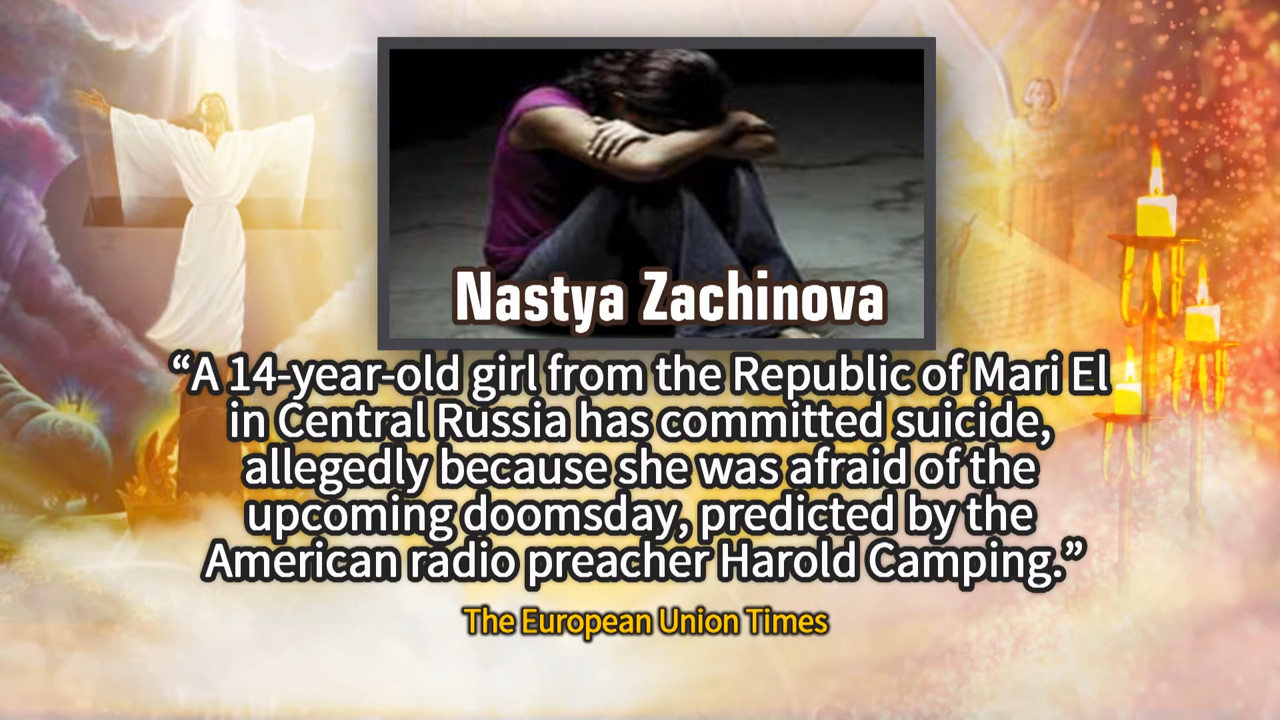 Nastya Zachinova
“A 14-year-old girl from the Republic of Mari El
in Central Russia has committed suicide,
allegedly because she was afraid of the
upcoming doomsday, predicted by the
American radio preacher Harold Camping.”
The European Union Times